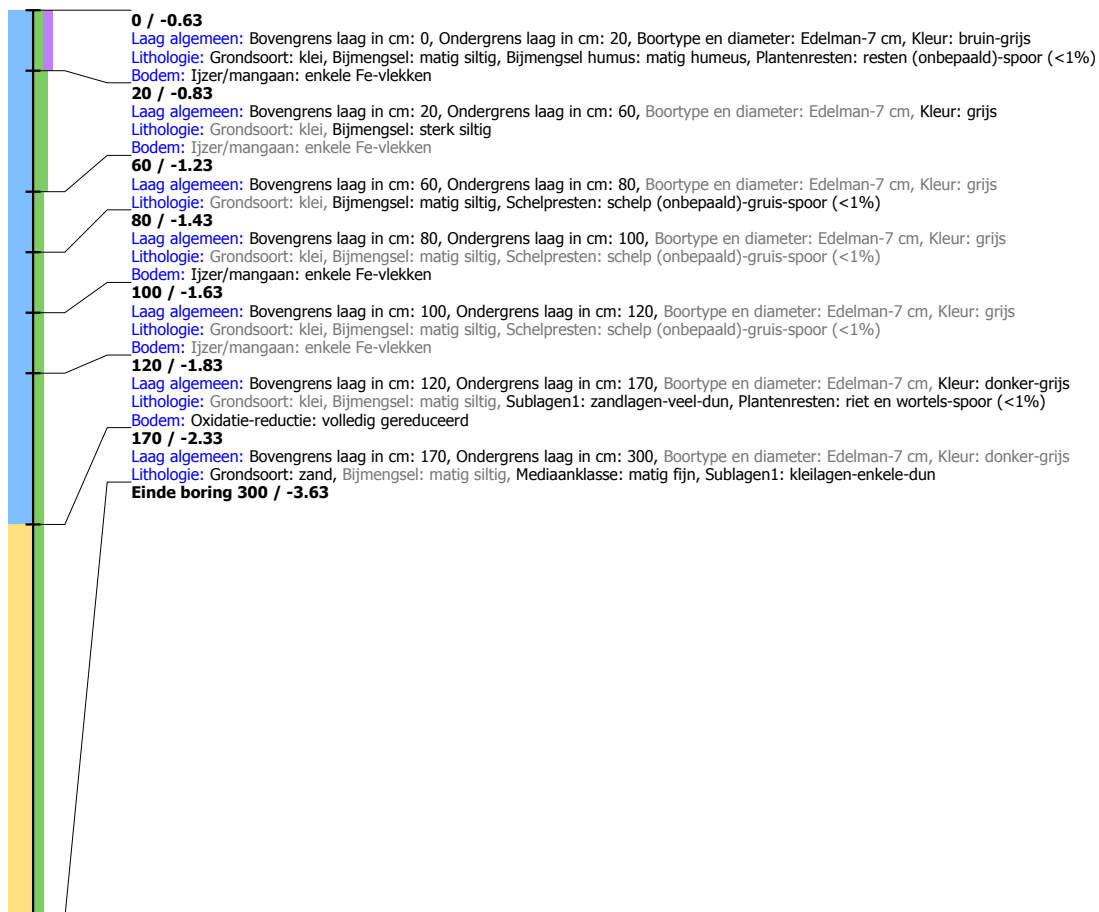 0 / -0.63
Laag algemeen: Bovengrens laag in cm: 0, Ondergrens laag in cm: 20, Boortype en diameter: Edelman-7 cm, Kleur: bruin-grijs
Lithologie: Grondsoort: klei, Bijmengsel: matig siltig, Bijmengsel humus: matig humeus, Plantenresten: resten (onbepaald)-spoor (<1%)
Bodem: Ijzer/mangaan: enkele Fe-vlekken
20 / -0.83
Laag algemeen: Bovengrens laag in cm: 20, Ondergrens laag in cm: 60, Boortype en diameter: Edelman-7 cm, Kleur: grijs
Lithologie: Grondsoort: klei, Bijmengsel: sterk siltig
Bodem: Ijzer/mangaan: enkele Fe-vlekken
60 / -1.23
Laag algemeen: Bovengrens laag in cm: 60, Ondergrens laag in cm: 80, Boortype en diameter: Edelman-7 cm, Kleur: grijs
Lithologie: Grondsoort: klei, Bijmengsel: matig siltig, Schelpresten: schelp (onbepaald)-gruis-spoor (<1%)
80 / -1.43
Laag algemeen: Bovengrens laag in cm: 80, Ondergrens laag in cm: 100, Boortype en diameter: Edelman-7 cm, Kleur: grijs
Lithologie: Grondsoort: klei, Bijmengsel: matig siltig, Schelpresten: schelp (onbepaald)-gruis-spoor (<1%)
Bodem: Ijzer/mangaan: enkele Fe-vlekken
100 / -1.63
Laag algemeen: Bovengrens laag in cm: 100, Ondergrens laag in cm: 120, Boortype en diameter: Edelman-7 cm, Kleur: grijs
Lithologie: Grondsoort: klei, Bijmengsel: matig siltig, Schelpresten: schelp (onbepaald)-gruis-spoor (<1%)
Bodem: Ijzer/mangaan: enkele Fe-vlekken
120 / -1.83
Laag algemeen: Bovengrens laag in cm: 120, Ondergrens laag in cm: 170, Boortype en diameter: Edelman-7 cm, Kleur: donker-grijs
Lithologie: Grondsoort: klei, Bijmengsel: matig siltig, Sublagen1: zandlagen-veel-dun, Plantenresten: riet en wortels-spoor (<1%)
Bodem: Oxidatie-reductie: volledig gereduceerd
170 / -2.33
Laag algemeen: Bovengrens laag in cm: 170, Ondergrens laag in cm: 300, Boortype en diameter: Edelman-7 cm, Kleur: donker-grijs
Lithologie: Grondsoort: zand, Bijmengsel: matig siltig, Mediaanklasse: matig fijn, Sublagen1: kleilagen-enkele-dun
Einde boring 300 / -3.63